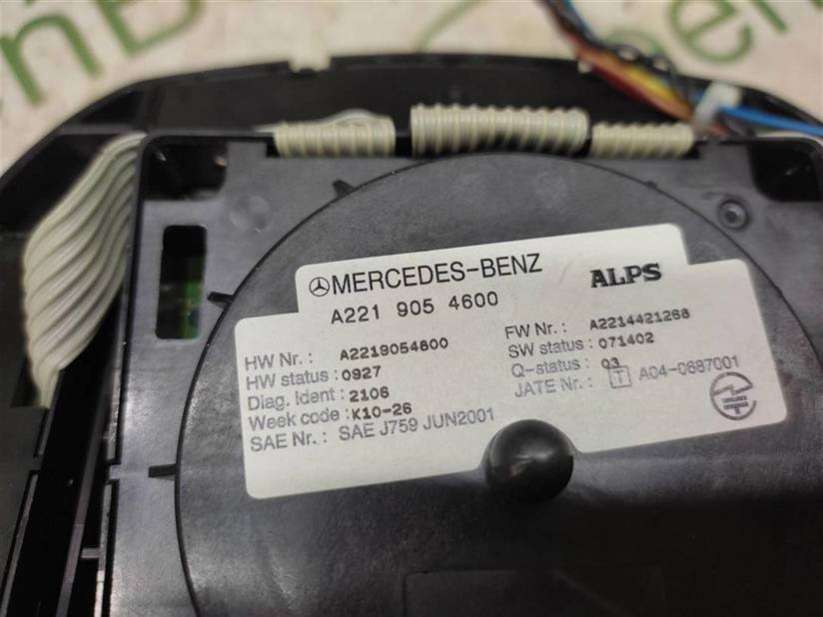 MERCEDES-BENZ
ALPS
A221 905 4600
HW Nr. : A2219054600
HW status : 0927
Diag. Ident : 2106
Week code : K10-26
SAE Nr. : SAE J759 JUN2001
FW Nr. : A2214421268
SW status : 071402
Q-status : 03
JATE Nr. : T A04-0687001